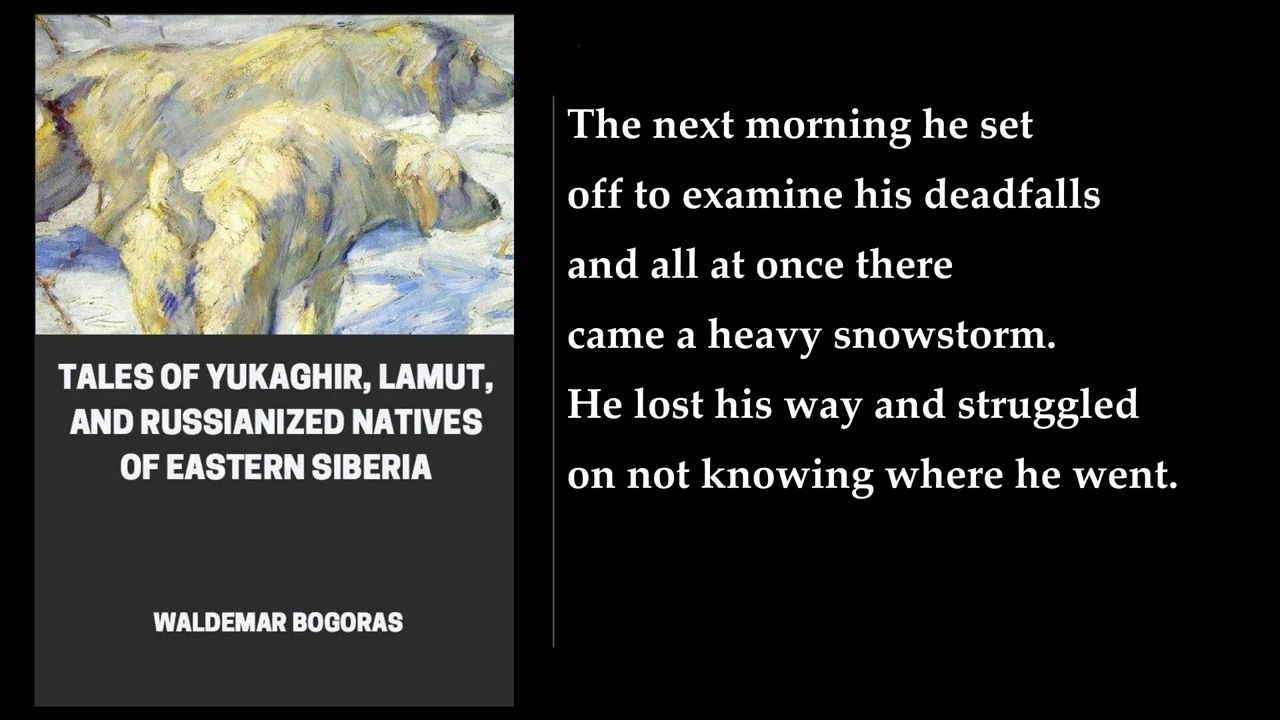 TALES OF YUKAGHIR, LAMUT,
AND RUSSIANIZED NATIVES
OF EASTERN SIBERIA
WALDEMAR BOGORAS
The next morning he set
off to examine his deadfalls
and all at once there
came a heavy snowstorm.
He lost his way and struggled
on not knowing where he went.